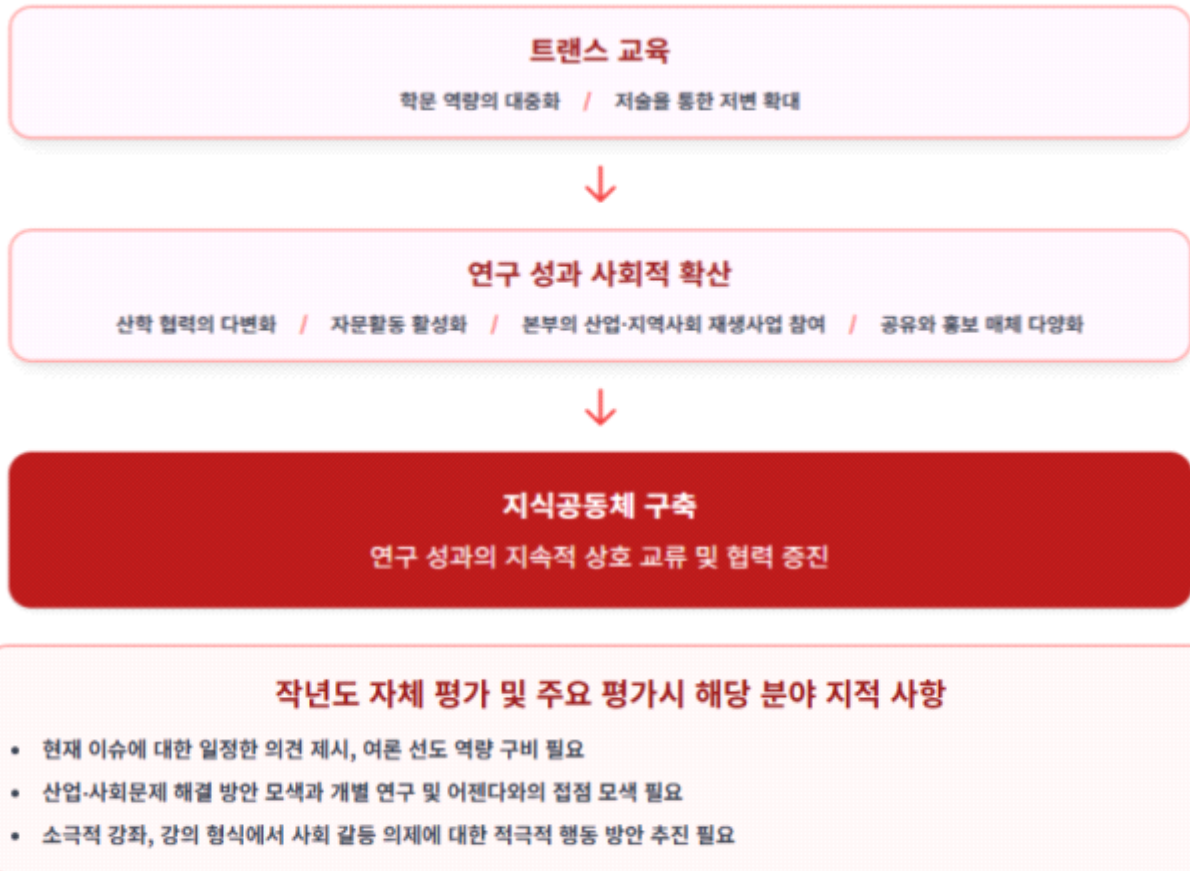 트랜스 교육
학문 역량의 대중화 / 저술을 통한 저변 확대
연구 성과 사회적 확산
산학 협력의 다변화 / 자문활동 활성화 / 본부의 산업·지역사회 재생사업 참여 / 공유와 홍보 매체 다양화
지식공동체 구축
연구 성과의 지속적 상호 교류 및 협력 증진
작년도 자체 평가 및 주요 평가시 해당 분야 지적 사항
• 현재 이슈에 대한 일정한 의견 제시, 여론 선도 역량 구비 필요
• 산업·사회문제 해결 방안 모색과 개별 연구 및 어젠다와의 접점 모색 필요
• 소극적 강좌, 강의 형식에서 사회 갈등 의제에 대한 적극적 행동 방안 추진 필요